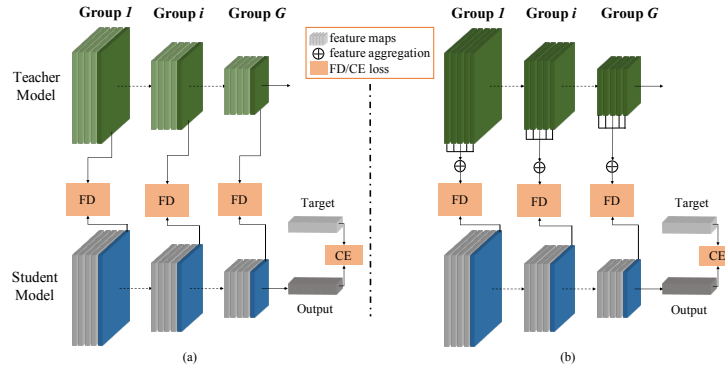 Group 1 Group i Group G
Teacher Model
feature maps
feature aggregation
FD/CE loss
FD FD FD
Target
CE
Student Model
Output
(a)
Group 1 Group i Group G
FD FD FD
Target
CE
Output
(b)